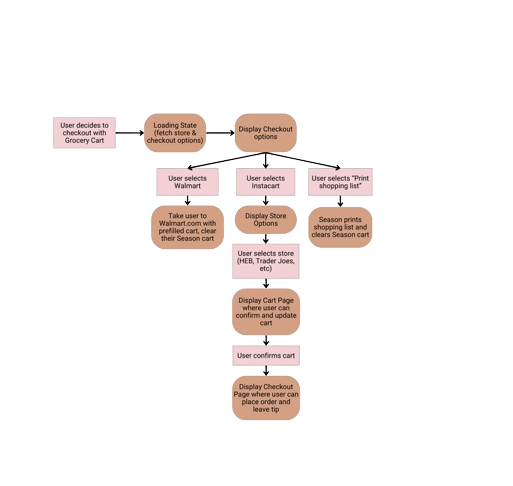 User decides to
checkout with
Grocery Cart
Loading State
(fetch store &
checkout options)
Display Checkout
options
User selects
Walmart
User selects
Instacart
User selects "Print
shopping list"
Take user to
Walmart.com with
prefilled cart, clear
their Season cart
Display Store
Options
Season prints
shopping list and
clears Season cart
User selects store
(HEB, Trader Joes,
etc)
Display Cart Page
where user can
confirm and update
cart
User confirms cart
Display Checkout
Page where user can
place order and
leave tip